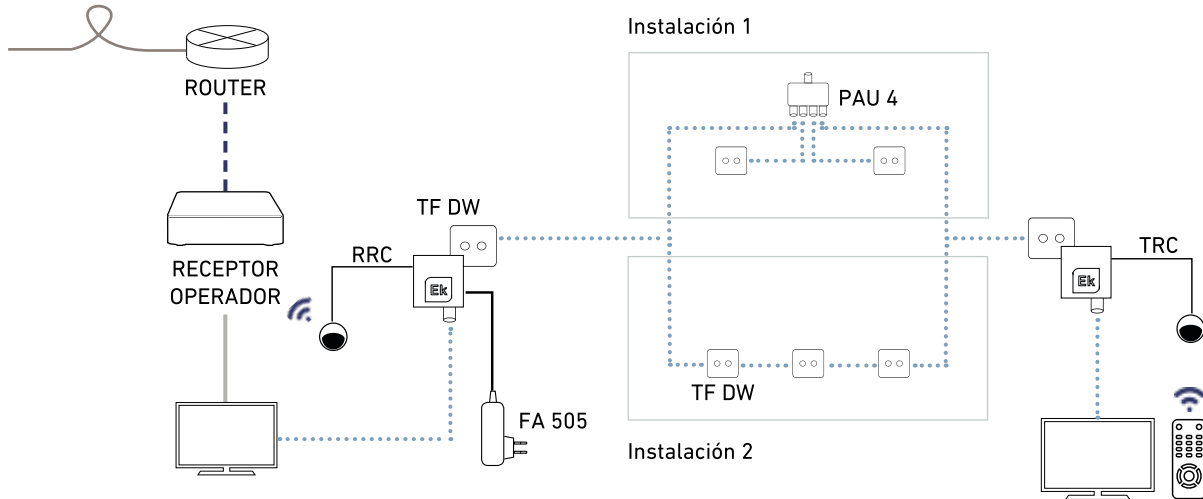 Instalación 1
ROUTER
PAU 4
TF DW
RRC
TRC
RECEPTOR
OPERADOR
Ek
Ek
TF DW
FA 505
Instalación 2